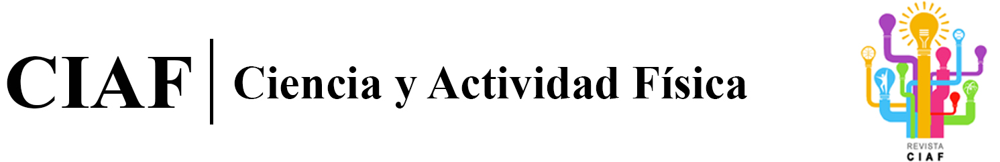 CIAF
Ciencia y Actividad Física
REVISTA
CIAF